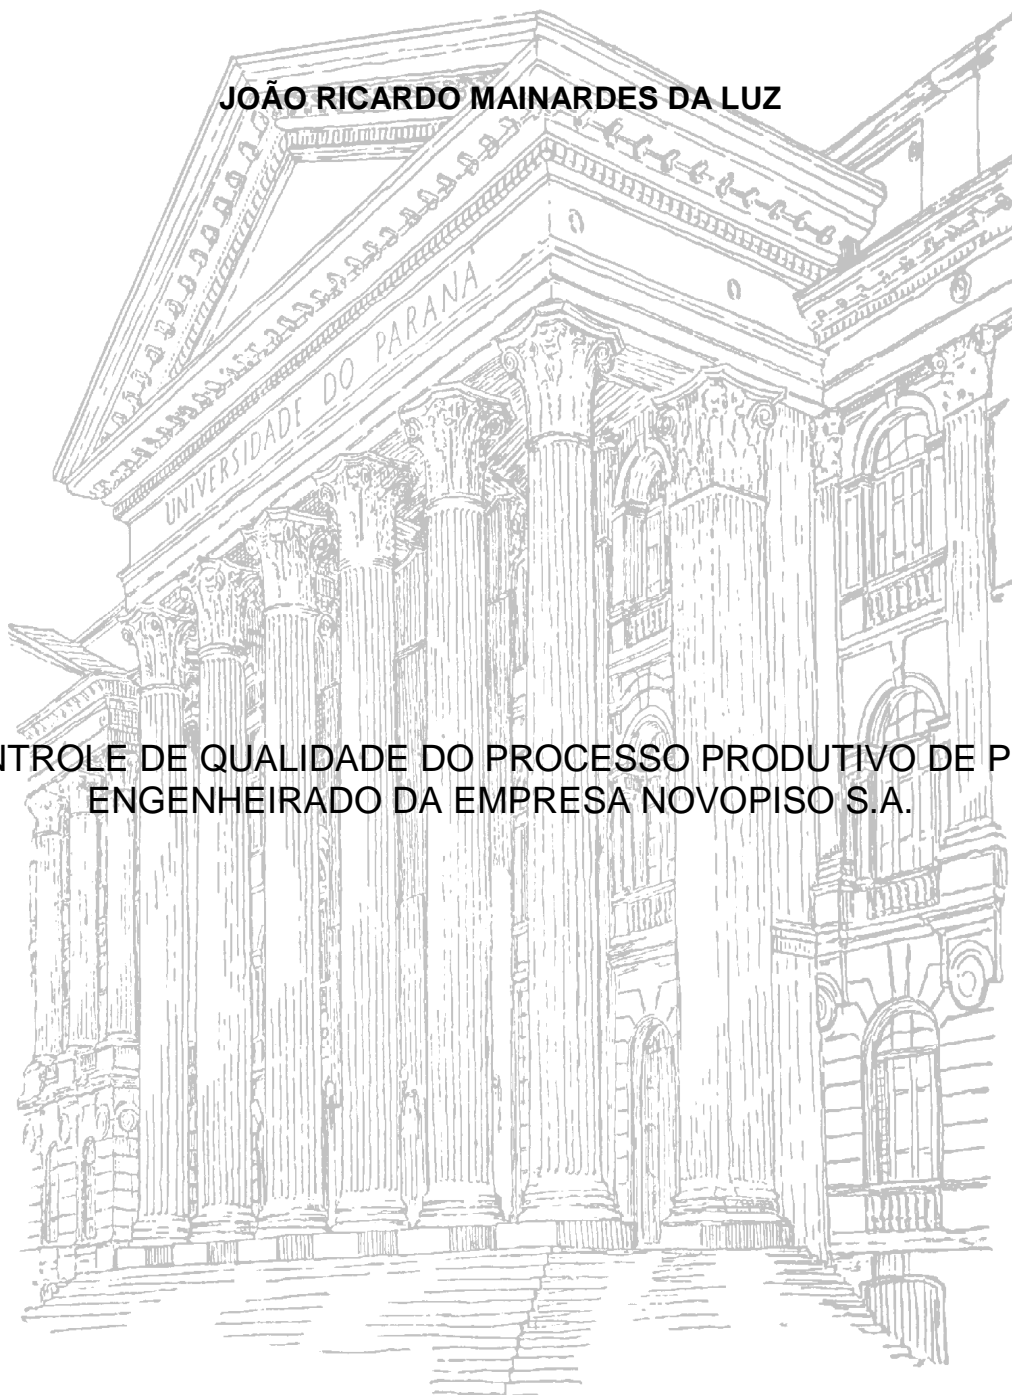 JOÃO RICARDO MAINARDES DA LUZ
UNIVERSIDADE DO PARANÁ
NTROLE DE QUALIDADE DO PROCESSO PRODUTIVO DE P
ENGENHEIRADO DA EMPRESA NOVOPISO S.A.